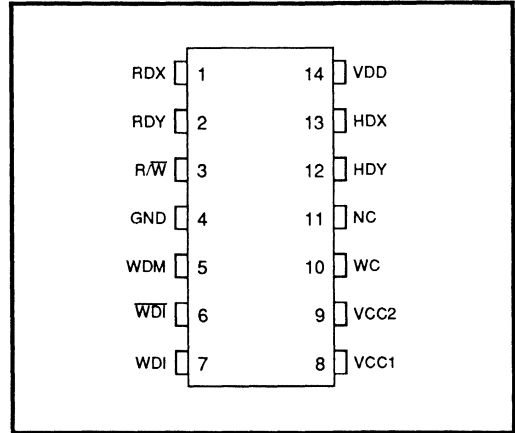 RDX 1 14 VDD
RDY 2 13 HDX
R/W̅ 3 12 HDY
GND 4 11 NC
WDM 5 10 WC
W̅D̅I̅ 6 9 VCC2
WDI 7 8 VCC1